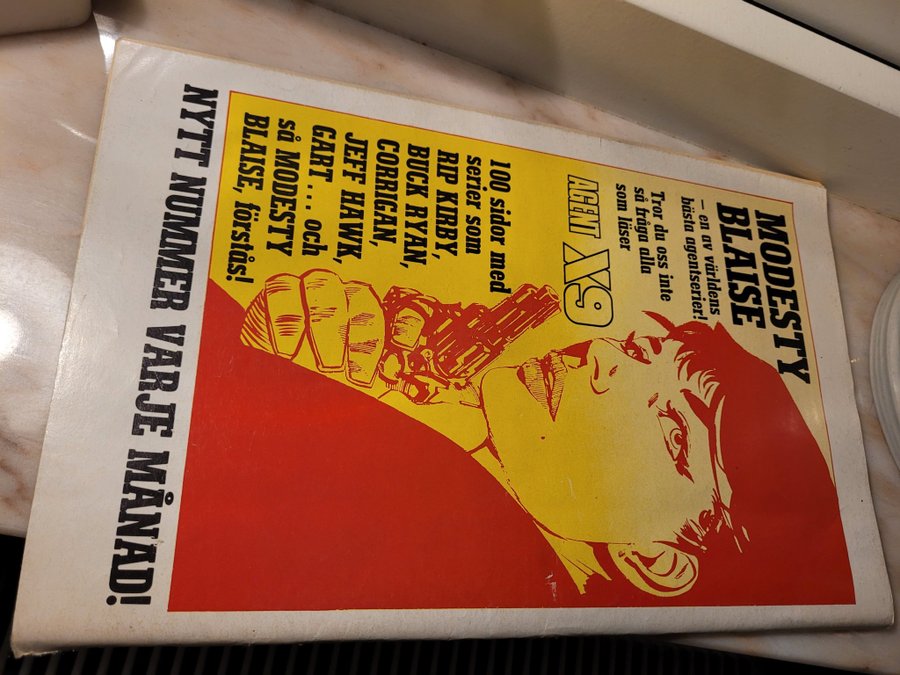 MODESTY
BLAISE
– en av världens
bästa agentserier!
Tror du oss inte
så fråga alla
som läser
AGENT X9
100 sidor med
serier som
RIP KIRBY,
BUCK RYAN,
CORRIGAN,
JEFF HAWK,
GART... och
så MODESTY
BLAISE, förstås!
NYTT NUMMER VARJE MÅNAD!